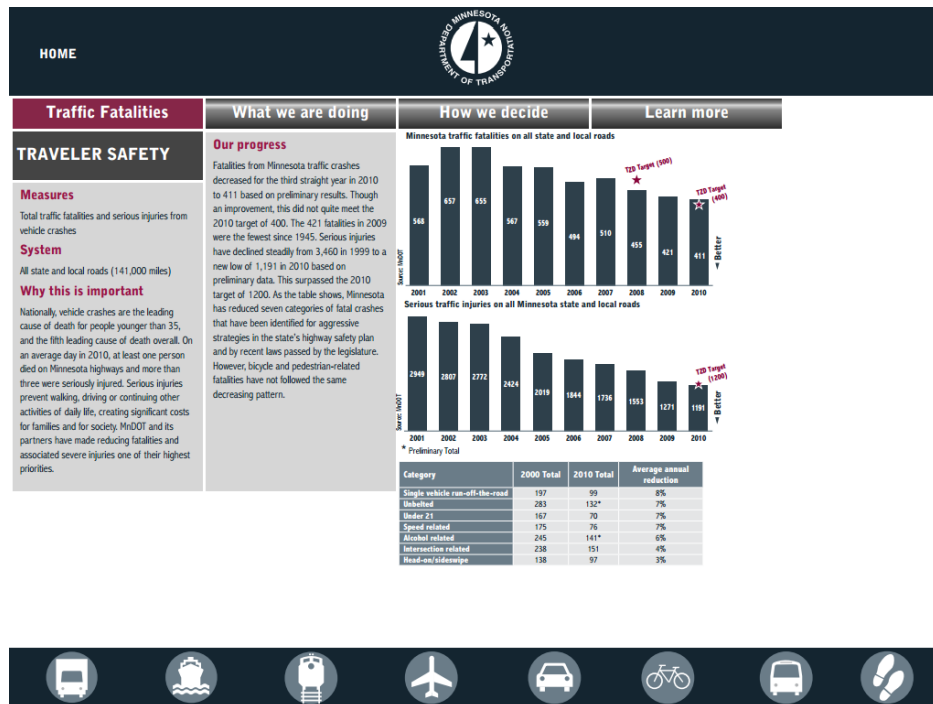 HOME
MINNESOTA
DEPARTMENT OF TRANSPORTATION
Traffic Fatalities
What we are doing
How we decide
Learn more
TRAVELER SAFETY
Measures
Total traffic fatalities and serious injuries from
vehicle crashes
System
All state and local roads (141,000 miles)
Why this is important
Nationally, vehicle crashes are the leading
cause of death for people younger than 35,
and the fifth leading cause of death overall. On
an average day in 2010, at least one person
died on Minnesota highways and more than
three were seriously injured. Serious injuries
prevent walking, driving or continuing other
activities of daily life, creating significant costs
for families and for society. MnDOT and its
partners have made reducing fatalities and
associated severe injuries one of their highest
priorities.
Our progress
Fatalities from Minnesota traffic crashes
decreased for the third straight year in 2010
to 411 based on preliminary results. Though
an improvement, this did not quite meet the
2010 target of 400. The 421 fatalities in 2009
were the fewest since 1945. Serious injuries
have declined steadily from 3,460 in 1999 to a
new low of 1,191 in 2010 based on
preliminary data. This surpassed the 2010
target of 1200. As the table shows, Minnesota
has reduced seven categories of fatal crashes
that have been identified for aggressive
strategies in the state's highway safety plan
and by recent laws passed by the legislature.
However, bicycle and pedestrian-related
fatalities have not followed the same
decreasing pattern.
Minnesota traffic fatalities on all state and local roads
TZD Target (500)
TZD Target
(400)
568 657 655 567 559 494 510 455 421 411
Source: MnDOT
Better
2001 2002 2003 2004 2005 2006 2007 2008 2009 2010
Serious traffic injuries on all Minnesota state and local roads
TZD Target
(1200)
2949 2807 2772 2424 2019 1844 1736 1553 1271 1191
Source: MnDOT
Better
2001 2002 2003 2004 2005 2006 2007 2008 2009 2010
* Preliminary Total
Category 2000 Total 2010 Total Average annual reduction
Single vehicle run-off-the-road 197 99 8%
Unbelted 283 132* 7%
Under 21 167 70 7%
Speed related 175 76 7%
Alcohol related 245 141* 6%
Intersection related 238 151 4%
Head-on/sideswipe 138 97 3%